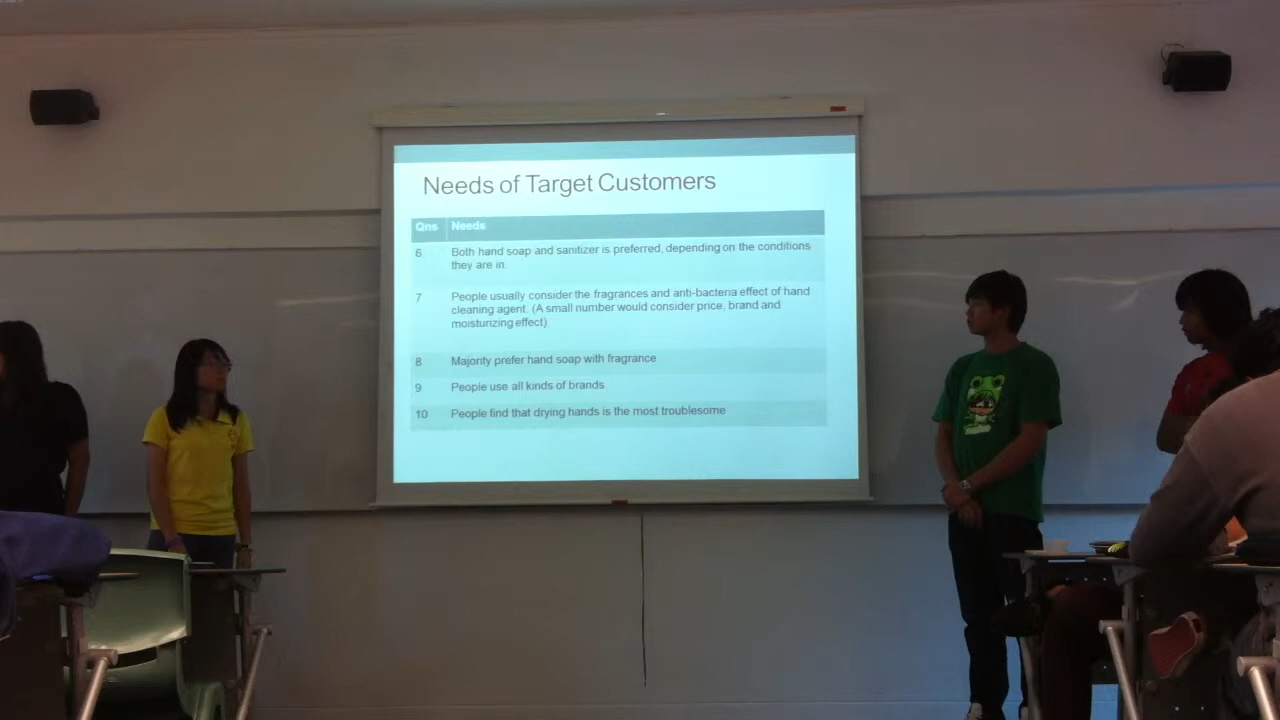 Needs of Target Customers
Qns Needs
6 Both hand soap and sanitizer is preferred, depending on the conditions
they are in.
7 People usually consider the fragrances and anti-bacteria effect of hand
cleaning agent. (A small number would consider price, brand and
moisturizing effect)
8 Majority prefer hand soap with fragrance
9 People use all kinds of brands
10 People find that drying hands is the most troublesome